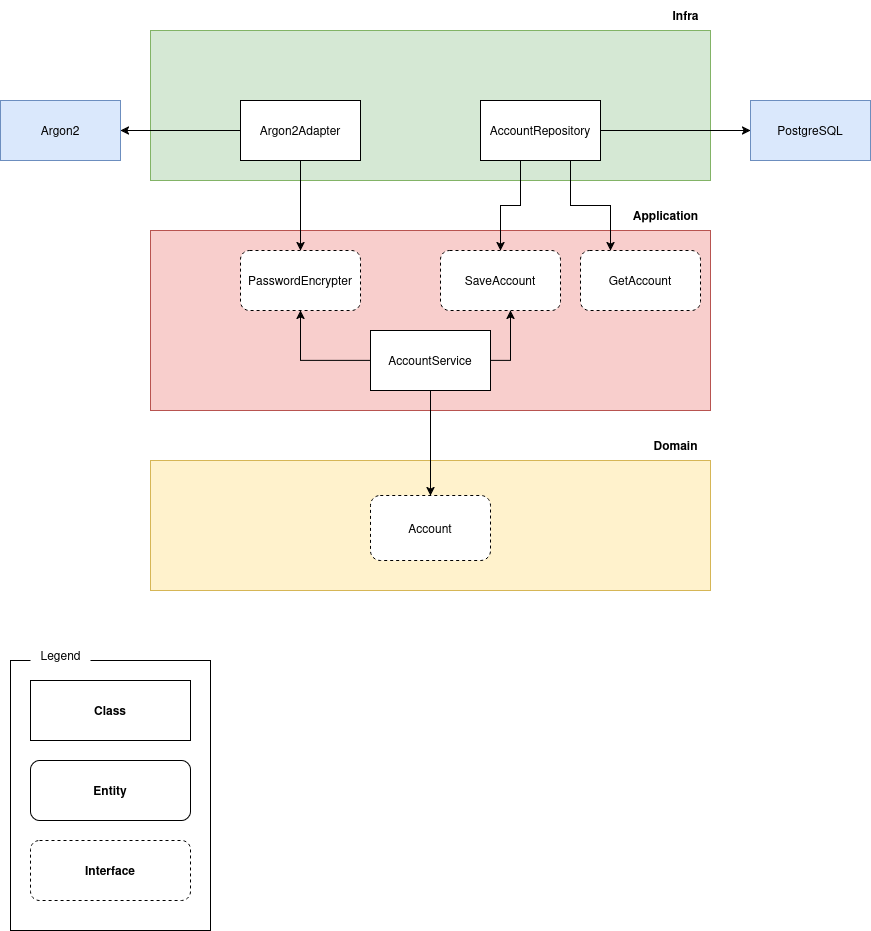 Infra
Argon2
Argon2Adapter
AccountRepository
PostgreSQL
Application
PasswordEncrypter
SaveAccount
GetAccount
AccountService
Domain
Account
Legend
Class
Entity
Interface